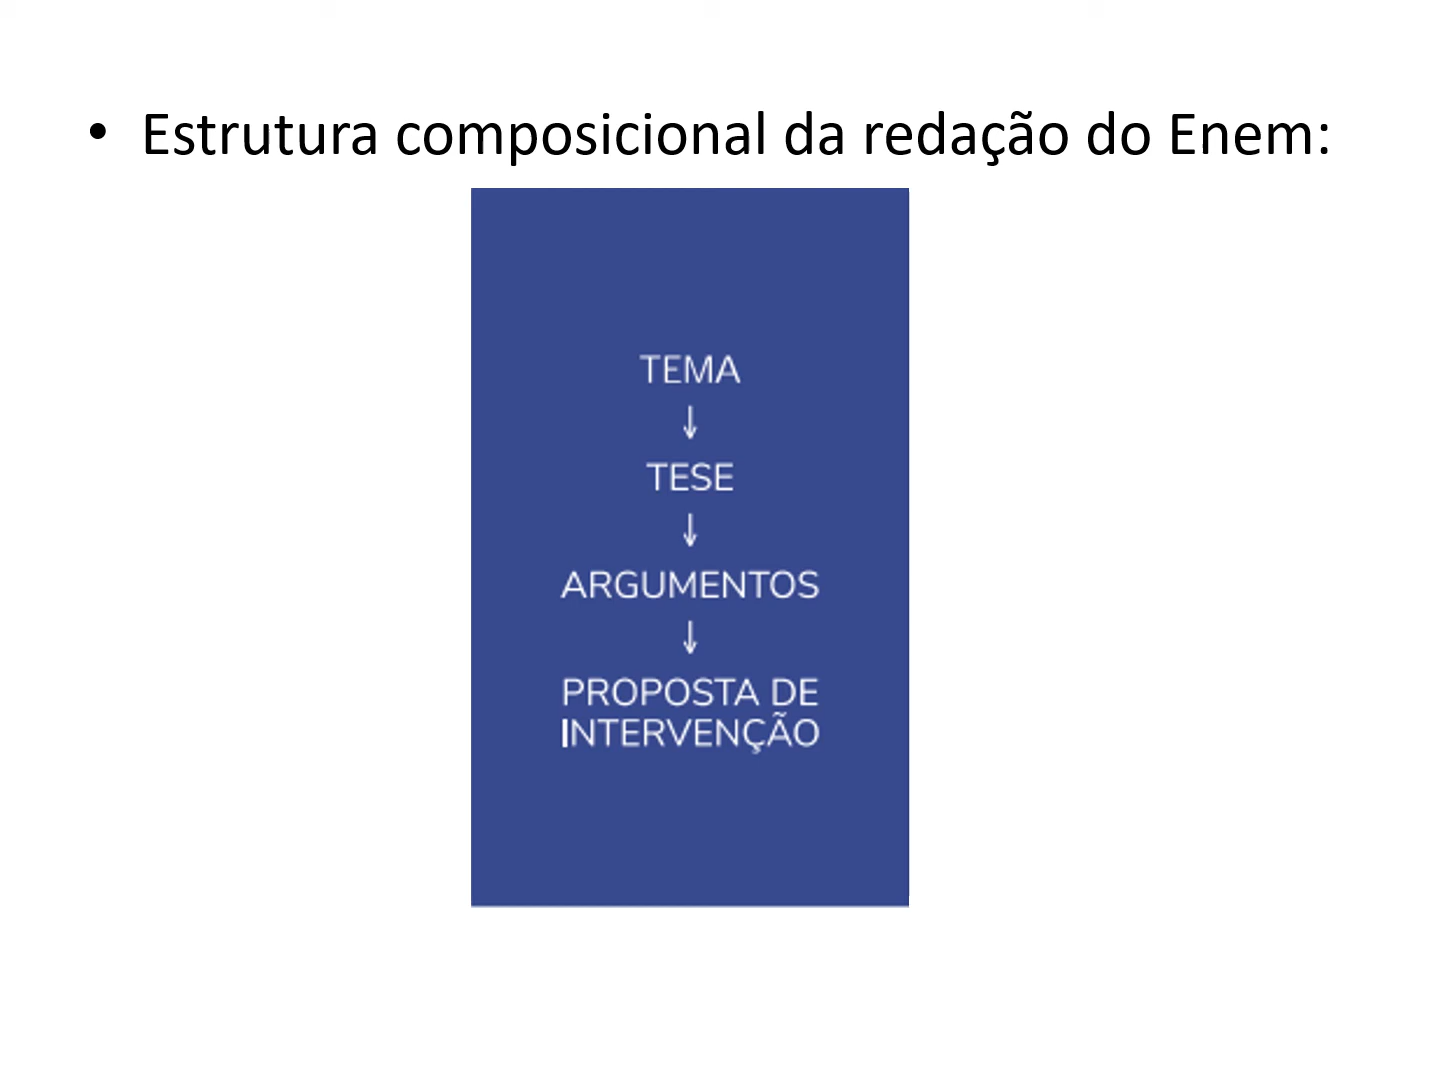 • Estrutura composicional da redação do Enem:
TEMA
↓
TESE
↓
ARGUMENTOS
↓
PROPOSTA DE
INTERVENÇÃO